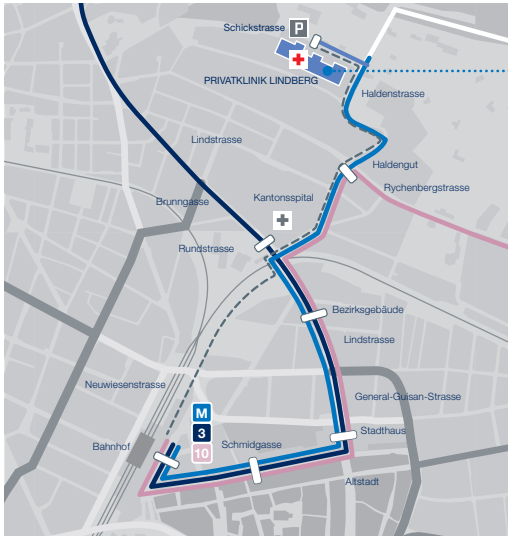 Schickstrasse P
PRIVATKLINIK LINDBERG
Haldenstrasse
Lindstrasse
Haldengut
Rychenbergstrasse
Kantonsspital
Brunngasse
Rundstrasse
Bezirksgebäude
Lindstrasse
Neuwiesenstrasse
General-Guisan-Strasse
M
3
10
Stadthaus
Schmidgasse
Bahnhof
Altstadt